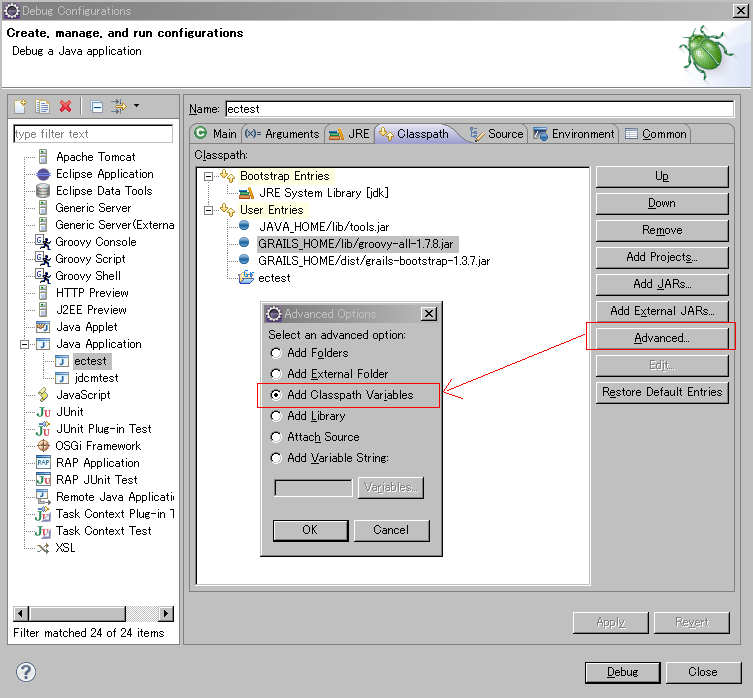 Debug Configurations
Create, manage, and run configurations
Debug a Java application
type filter text
Apache Tomcat
Eclipse Application
Eclipse Data Tools
Generic Server
Generic Server(Externa
Groovy Console
Groovy Script
Groovy Shell
HTTP Preview
J2EE Preview
Java Applet
Java Application
ectest
jdcmtest
JavaScript
JUnit
JUnit Plug-in Test
OSGi Framework
RAP Application
RAP JUnit Test
Remote Java Applicati
Task Context Plug-in T
Task Context Test
XSL
Filter matched 24 of 24 items
Name: ectest
Main (x)= Arguments JRE Classpath Source Environment Common
Classpath:
Bootstrap Entries
JRE System Library [jdk]
User Entries
JAVA_HOME/lib/tools.jar
GRAILS_HOME/lib/groovy-all-1.7.8.jar
GRAILS_HOME/dist/grails-bootstrap-1.3.7.jar
ectest
Up
Down
Remove
Add Projects...
Add JARs...
Add External JARs...
Advanced...
Edit...
Restore Default Entries
Advanced Options
Select an advanced option:
Add Folders
Add External Folder
Add Classpath Variables
Add Library
Attach Source
Add Variable String:
Variables...
OK Cancel
Apply Revert
Debug Close